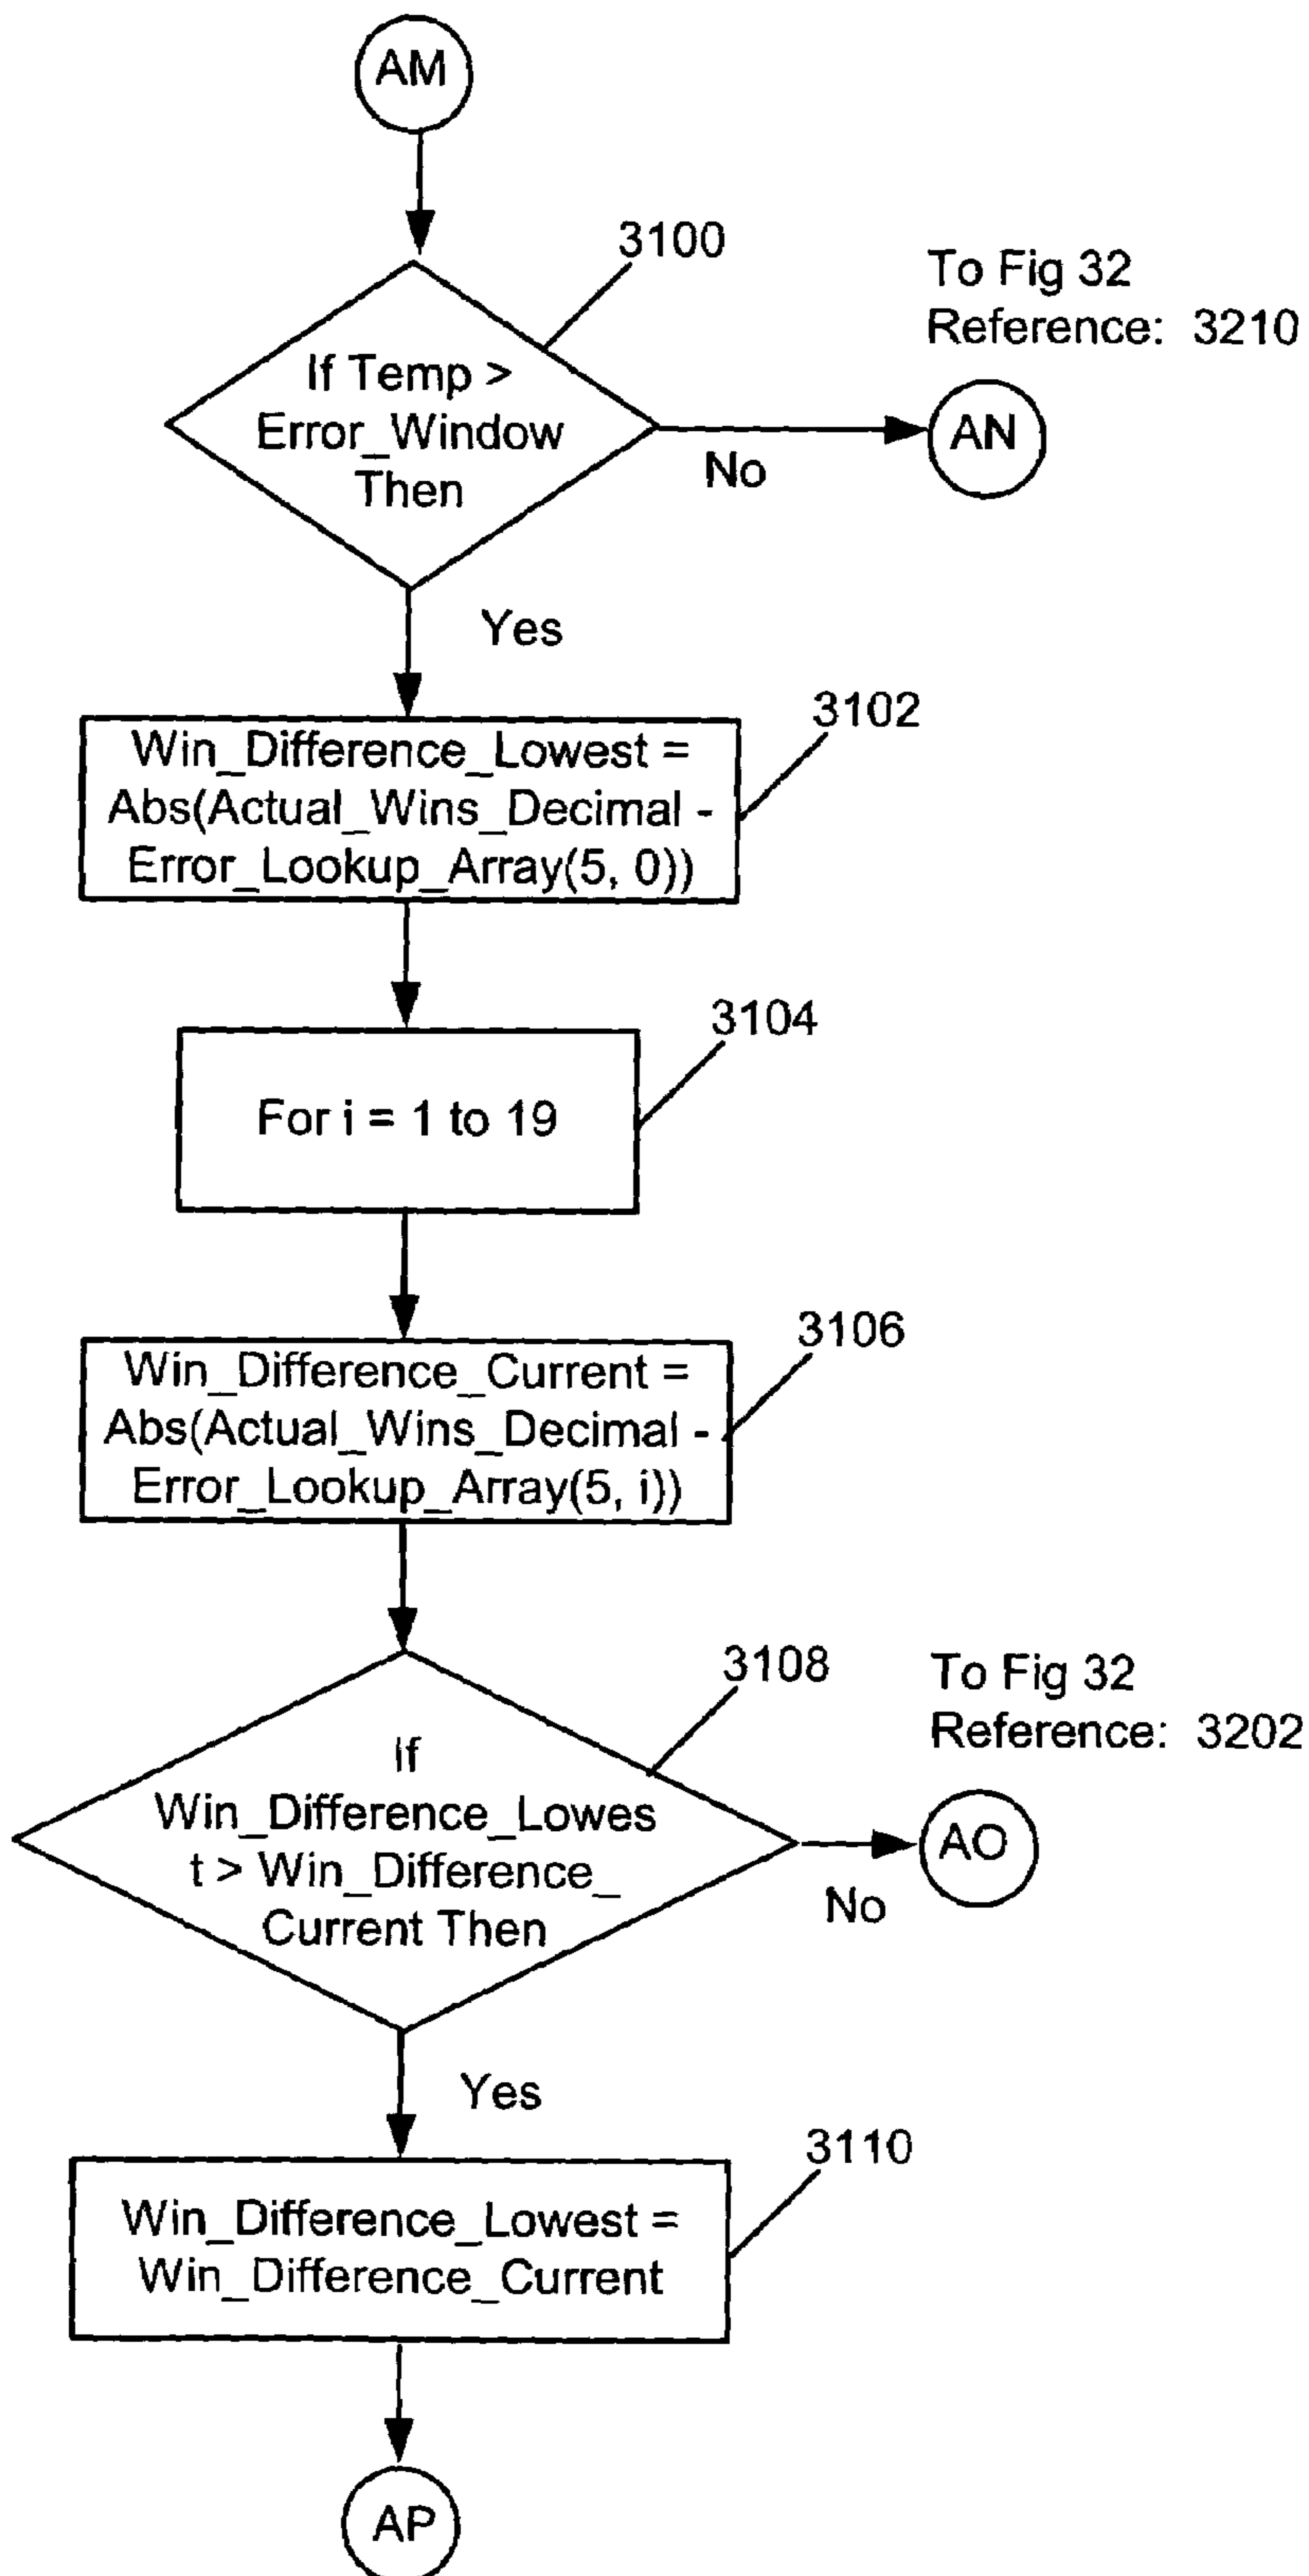 AM
3100
To Fig 32
Reference: 3210
If Temp >
Error_Window
Then
AN
No
Yes
3102
Win_Difference_Lowest =
Abs(Actual_Wins_Decimal -
Error_Lookup_Array(5, 0))
3104
For i = 1 to 19
3106
Win_Difference_Current =
Abs(Actual_Wins_Decimal -
Error_Lookup_Array(5, i))
3108
To Fig 32
Reference: 3202
If
Win_Difference_Lowes
t > Win_Difference_
Current Then
AO
No
Yes
3110
Win_Difference_Lowest =
Win_Difference_Current
AP